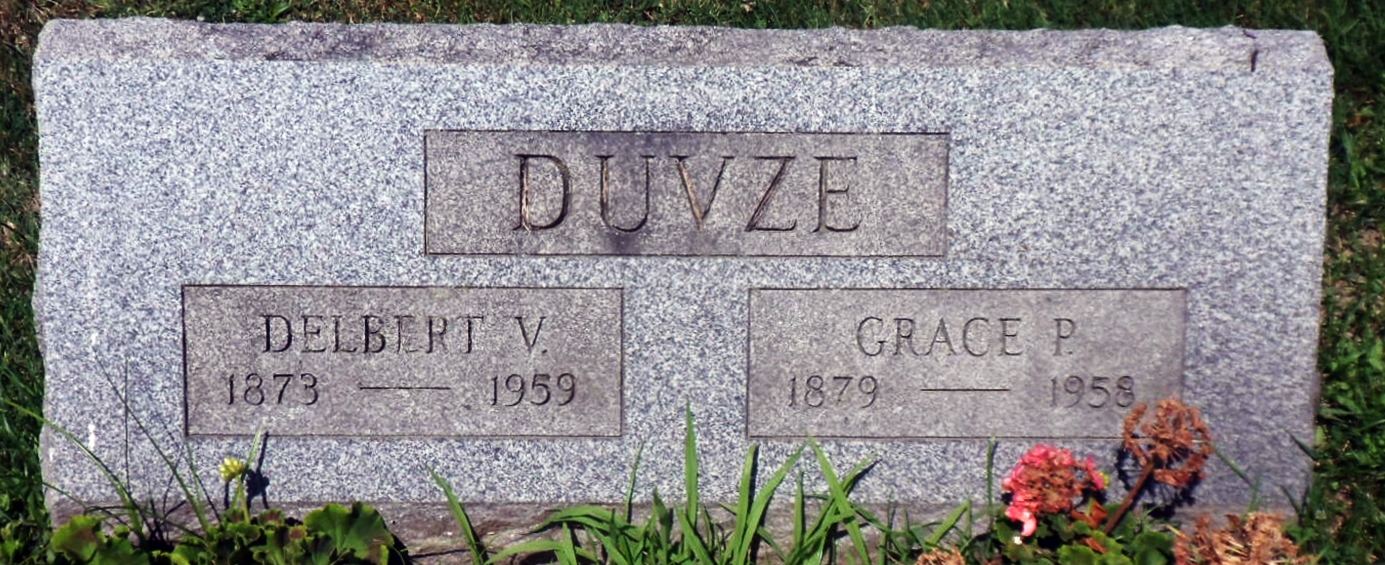 DUVZE
DELBERT V.
1873 — 1959
GRACE P.
1879 — 1958